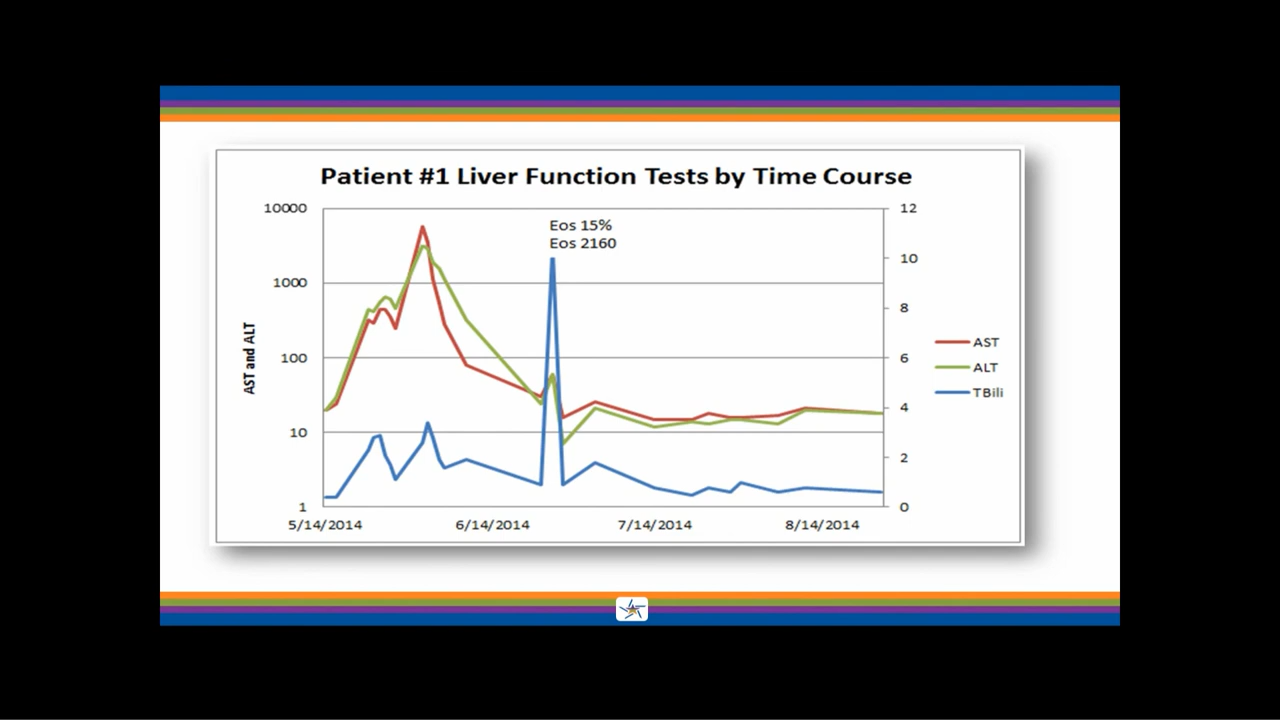 Patient #1 Liver Function Tests by Time Course
10000
1000
100
10
1
AST and ALT
Eos 15%
Eos 2160
12
10
8
6
4
2
0
AST
ALT
TBili
5/14/2014 6/14/2014 7/14/2014 8/14/2014